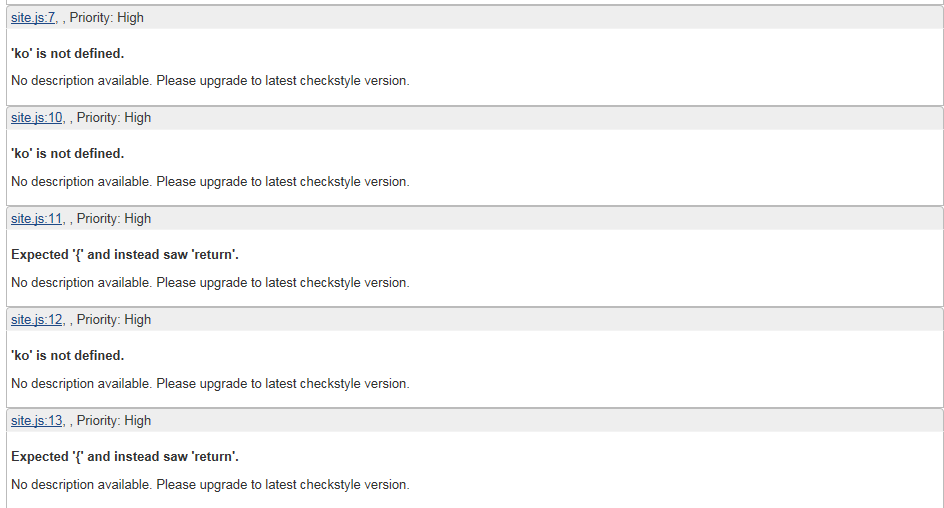 site.js:7, , Priority: High
'ko' is not defined.
No description available. Please upgrade to latest checkstyle version.
site.js:10, , Priority: High
'ko' is not defined.
No description available. Please upgrade to latest checkstyle version.
site.js:11, , Priority: High
Expected '{' and instead saw 'return'.
No description available. Please upgrade to latest checkstyle version.
site.js:12, , Priority: High
'ko' is not defined.
No description available. Please upgrade to latest checkstyle version.
site.js:13, , Priority: High
Expected '{' and instead saw 'return'.
No description available. Please upgrade to latest checkstyle version.